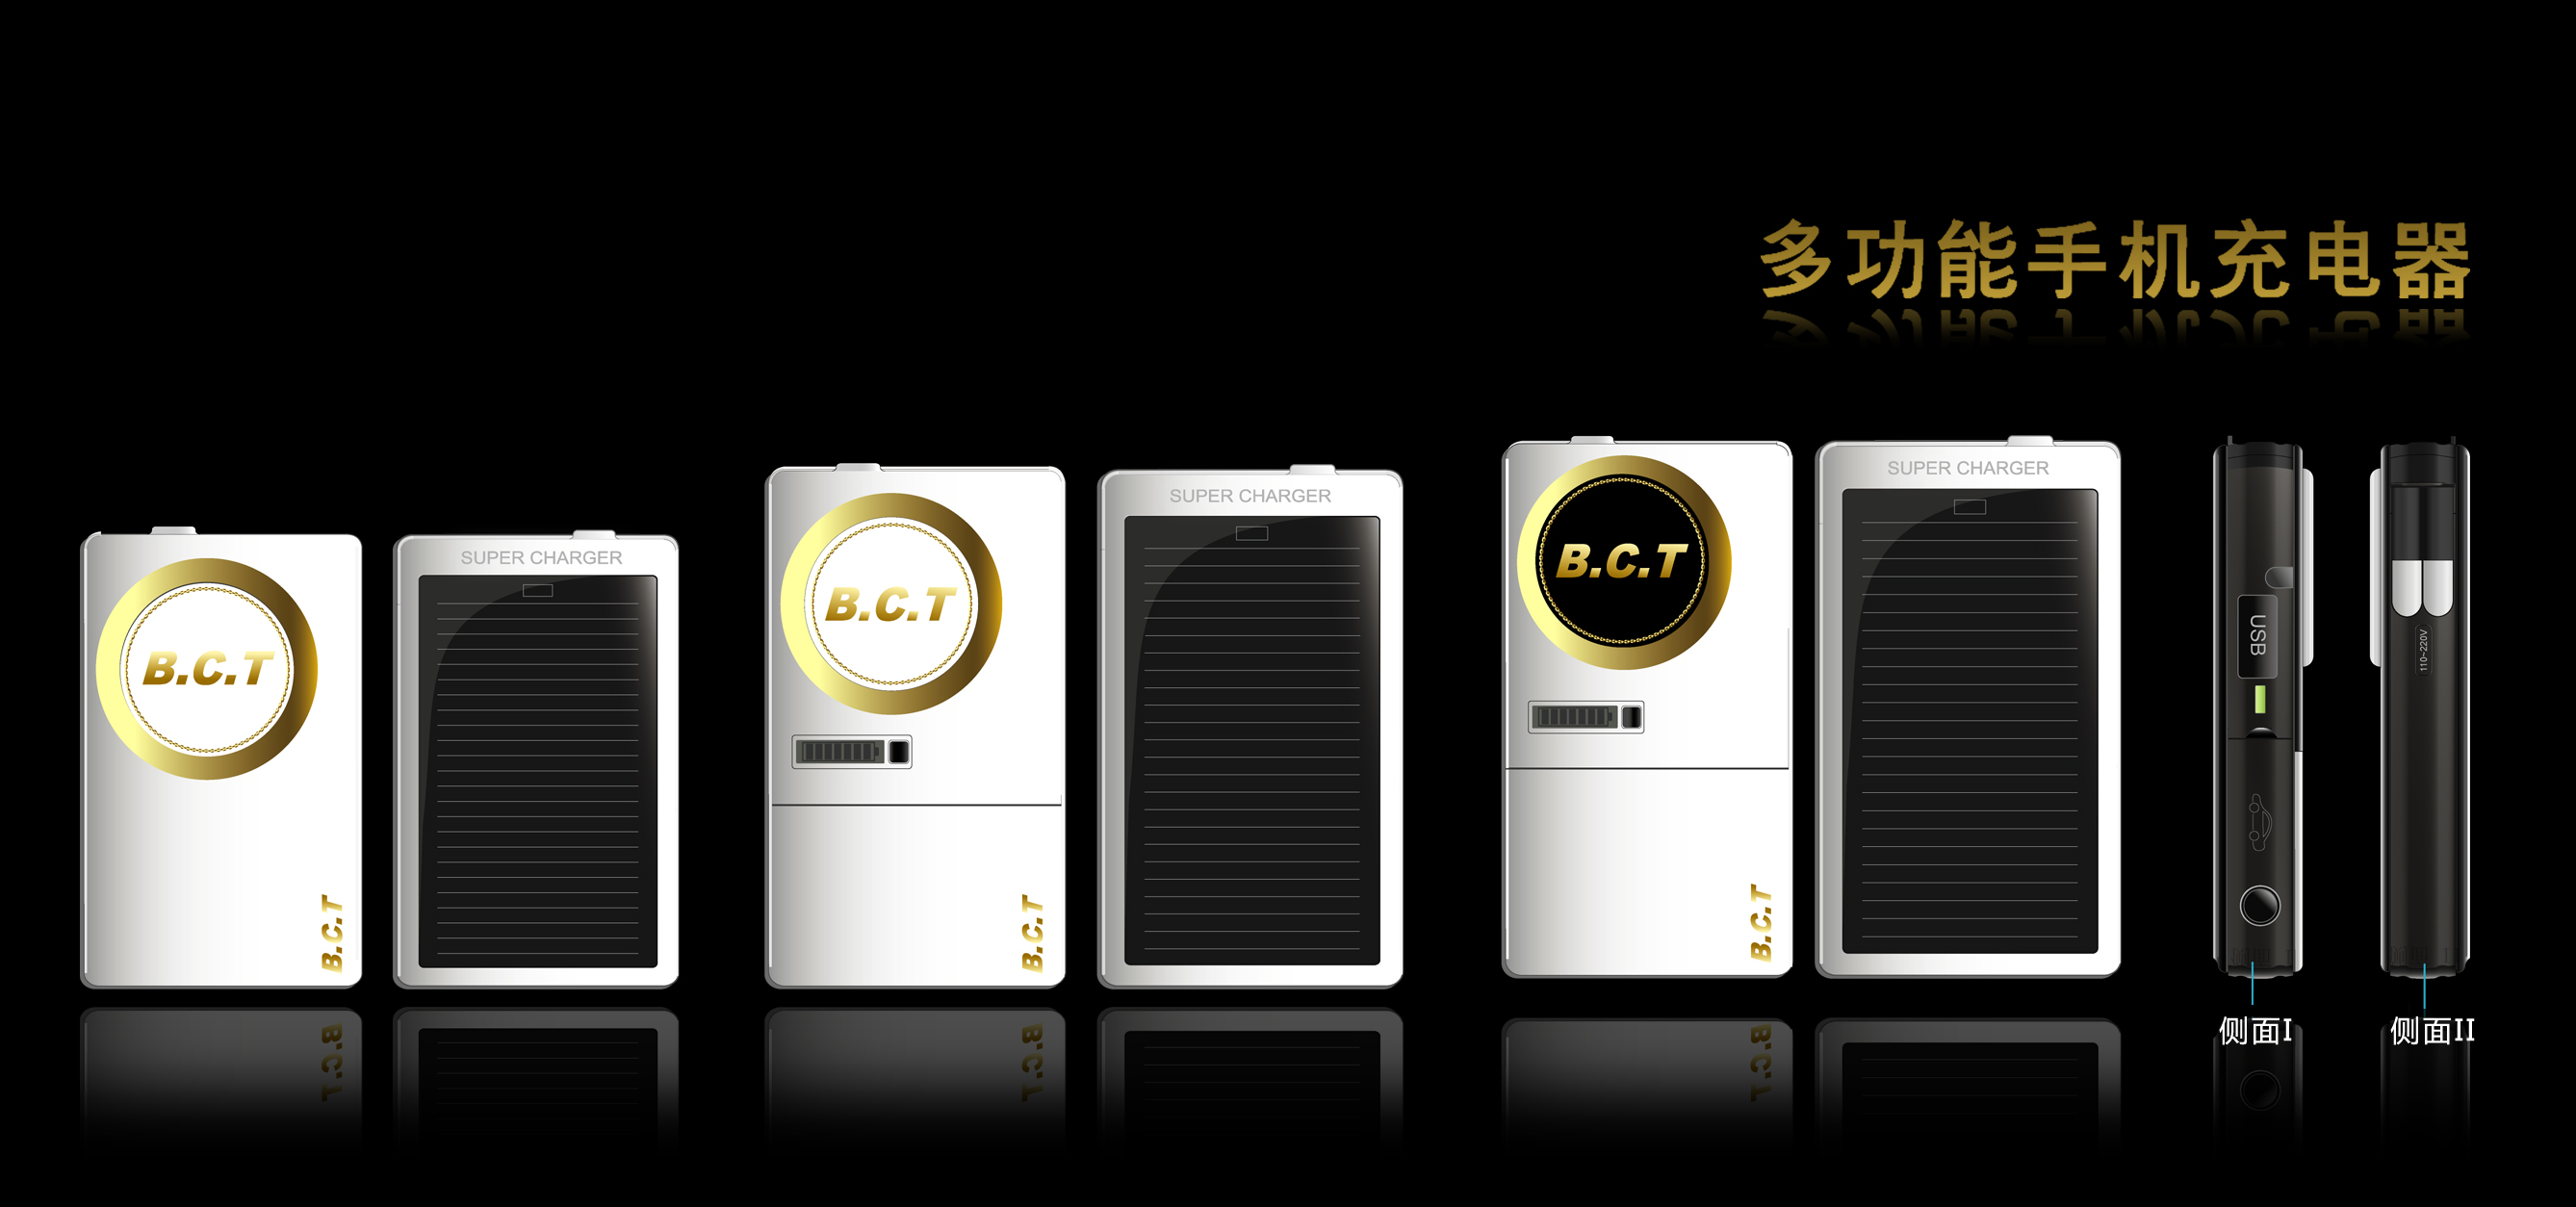 多功能手机充电器
B.C.T
B.C.T
SUPER CHARGER
B.C.T
B.C.T
SUPER CHARGER
B.C.T
B.C.T
SUPER CHARGER
USB
110~220V
侧面I
侧面II